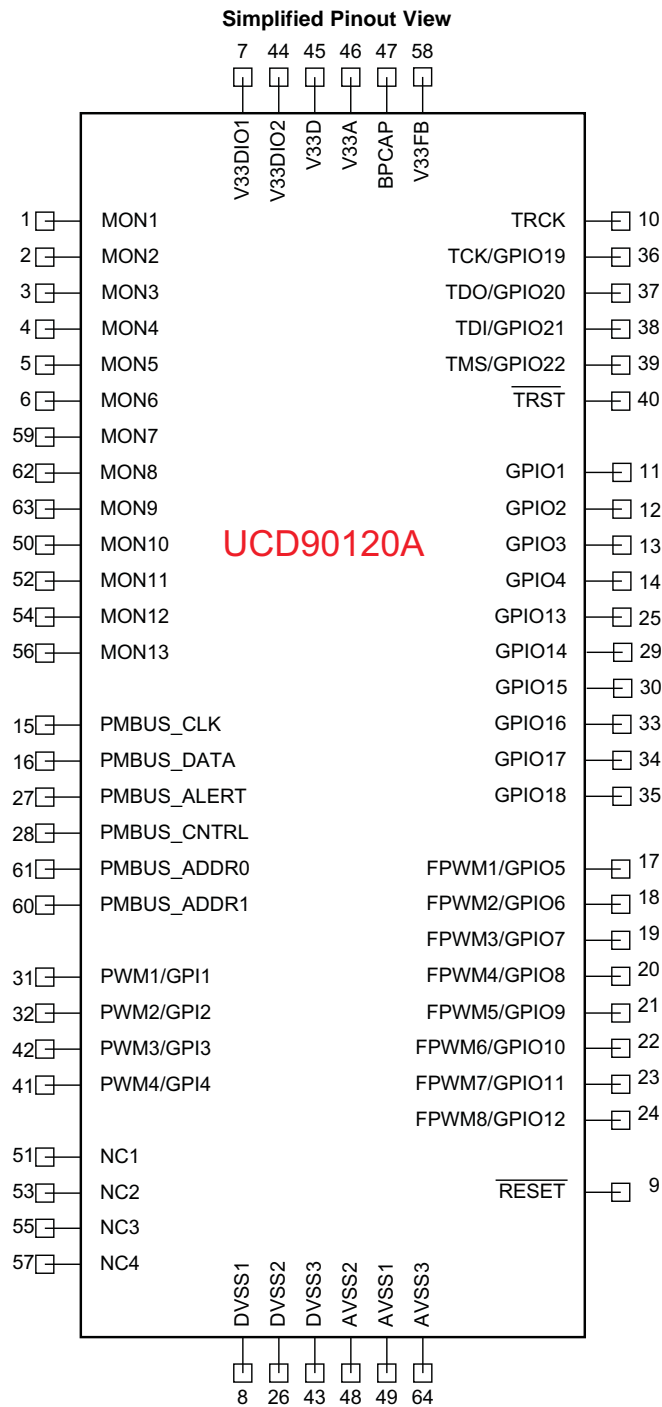 Simplified Pinout View
7 44 45 46 47 58
V33DIO1 V33DIO2 V33D V33A BPCAP V33FB
1 MON1 TRCK 10
2 MON2 TCK/GPIO19 36
3 MON3 TDO/GPIO20 37
4 MON4 TDI/GPIO21 38
5 MON5 TMS/GPIO22 39
6 MON6 TRST 40
59 MON7
62 MON8 GPIO1 11
63 MON9 GPIO2 12
50 MON10 UCD90120A GPIO3 13
52 MON11 GPIO4 14
54 MON12 GPIO13 25
56 MON13 GPIO14 29
GPIO15 30
15 PMBUS_CLK GPIO16 33
16 PMBUS_DATA GPIO17 34
27 PMBUS_ALERT GPIO18 35
28 PMBUS_CNTRL
61 PMBUS_ADDR0 FPWM1/GPIO5 17
60 PMBUS_ADDR1 FPWM2/GPIO6 18
FPWM3/GPIO7 19
31 PWM1/GPI1 FPWM4/GPIO8 20
32 PWM2/GPI2 FPWM5/GPIO9 21
42 PWM3/GPI3 FPWM6/GPIO10 22
41 PWM4/GPI4 FPWM7/GPIO11 23
FPWM8/GPIO12 24
51 NC1
53 NC2 RESET 9
55 NC3
57 NC4
DVSS1 DVSS2 DVSS3 AVSS2 AVSS1 AVSS3
8 26 43 48 49 64